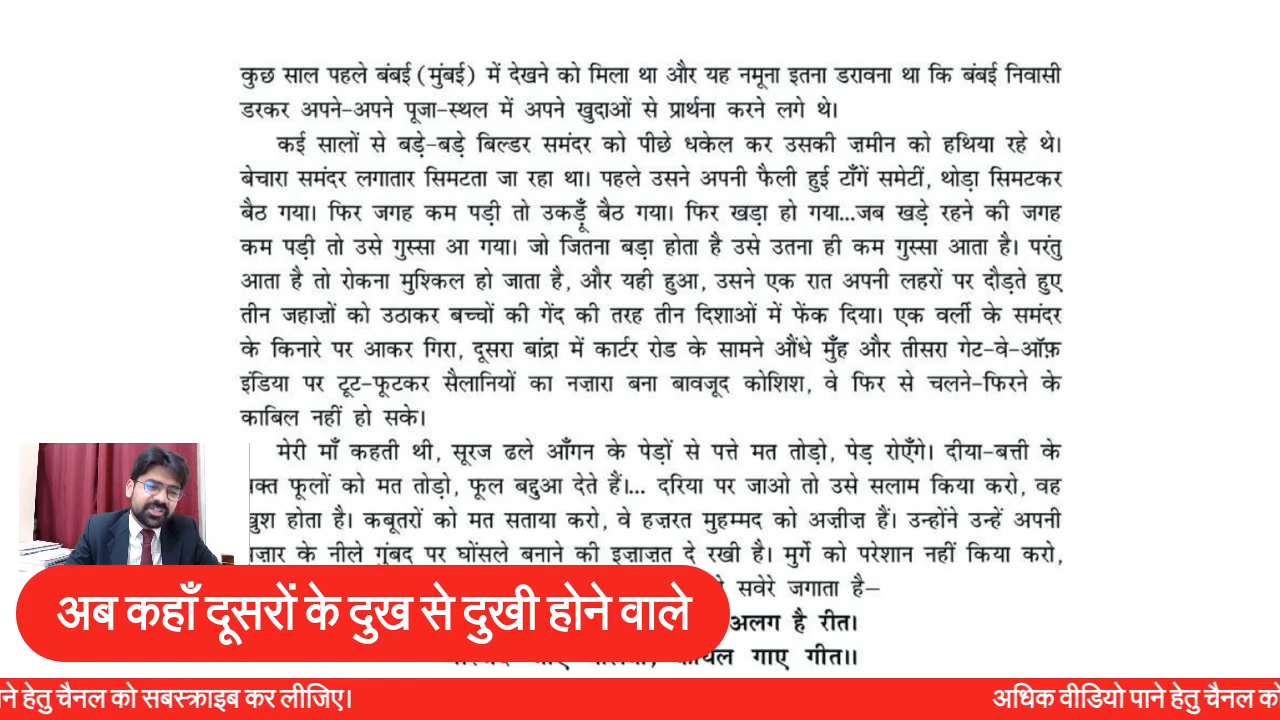 कुछ साल पहले बंबई (मुंबई) में देखने को मिला था और यह नमूना इतना डरावना था कि बंबई निवासी
डरकर अपने-अपने पूजा-स्थल में अपने खुदाओं से प्रार्थना करने लगे थे।
कई सालों से बड़े-बड़े बिल्डर समंदर को पीछे धकेल कर उसकी ज़मीन को हथिया रहे थे।
बेचारा समंदर लगातार सिमटता जा रहा था। पहले उसने अपनी फैली हुई टाँगें समेटीं, थोड़ा सिमटकर
बैठ गया। फिर जगह कम पड़ी तो उकड़ूँ बैठ गया। फिर खड़ा हो गया...जब खड़े रहने की जगह
कम पड़ी तो उसे गुस्सा आ गया। जो जितना बड़ा होता है उसे उतना ही कम गुस्सा आता है। परंतु
आता है तो रोकना मुश्किल हो जाता है, और यही हुआ, उसने एक रात अपनी लहरों पर दौड़ते हुए
तीन जहाज़ों को उठाकर बच्चों की गेंद की तरह तीन दिशाओं में फेंक दिया। एक वर्ली के समंदर
के किनारे पर आकर गिरा, दूसरा बांद्रा में कार्टर रोड के सामने औंधे मुँह और तीसरा गेट-वे-ऑफ़
इंडिया पर टूट-फूटकर सैलानियों का नज़ारा बना बावजूद कोशिश, वे फिर से चलने-फिरने के
काबिल नहीं हो सके।
मेरी माँ कहती थी, सूरज ढले आँगन के पेड़ों से पत्ते मत तोड़ो, पेड़ रोएँगे। दीया-बत्ती के
फूलों को मत तोड़ो, फूल बद्दुआ देते हैं।... दरिया पर जाओ तो उसे सलाम किया करो, वह
खुश होता है। कबूतरों को मत सताया करो, वे हज़रत मुहम्मद को अज़ीज़ हैं। उन्होंने उन्हें अपनी
के नीले गुंबद पर घोंसले बनाने की इज़ाज़त दे रखी है। मुर्गे को परेशान नहीं किया करो,
सवेरे जगाता है–
अलग है रीत।
गाए गीत।।
अब कहाँ दूसरों के दुख से दुखी होने वाले
हेतु चैनल को सबस्क्राइब कर लीजिए।
अधिक वीडियो पाने हेतु चैनल को